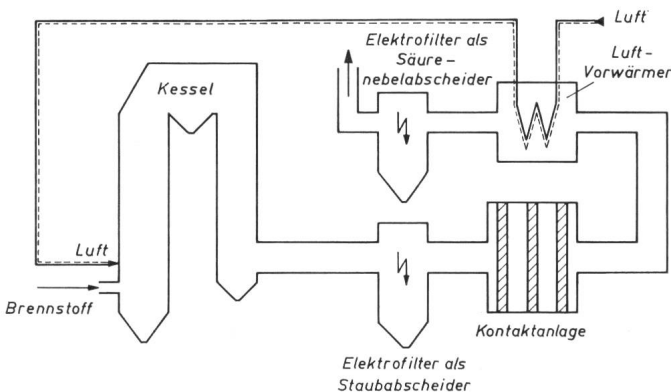 Luft
Elektrofilter als
Säure-
nebelabscheider
Luft-
Vorwärmer
Kessel
Luft
Brennstoff
Kontaktanlage
Elektrofilter als
Staubabscheider